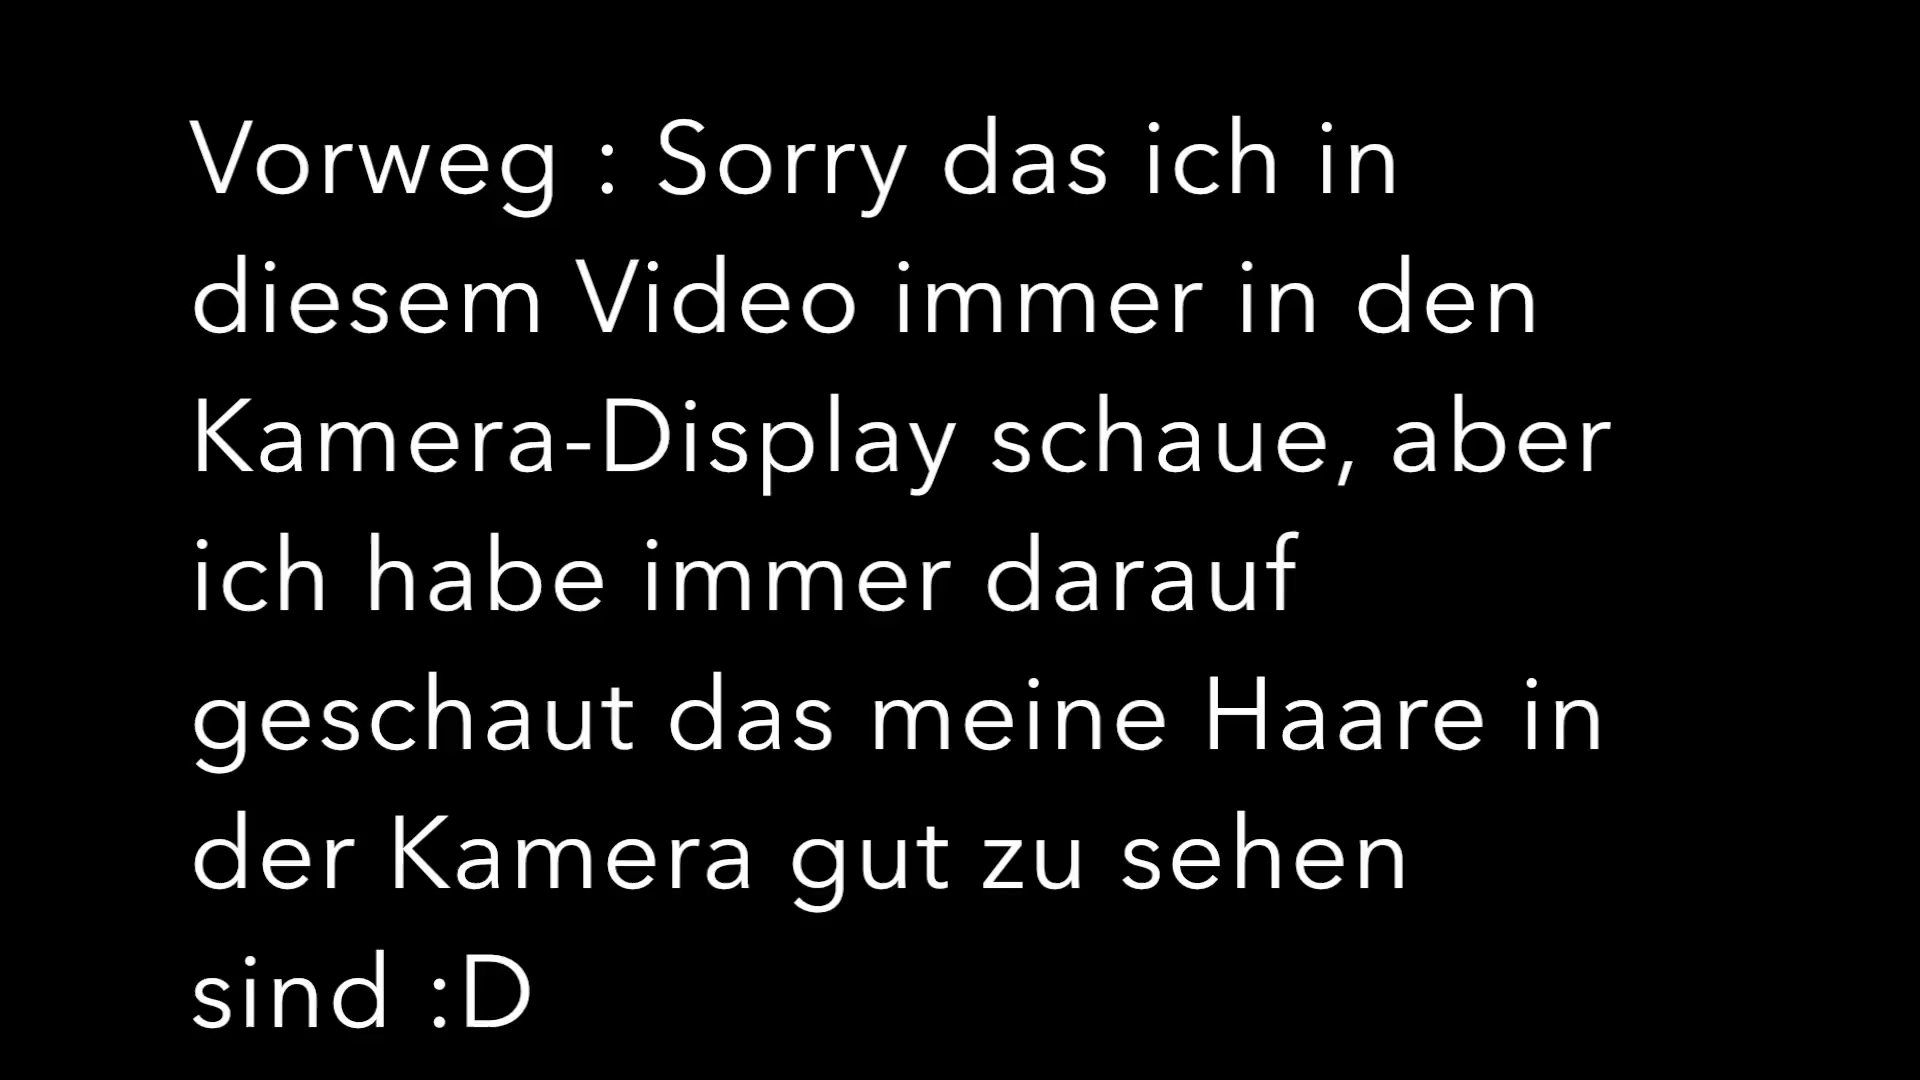 Vorweg : Sorry das ich in
diesem Video immer in den
Kamera-Display schaue, aber
ich habe immer darauf
geschaut das meine Haare in
der Kamera gut zu sehen
sind :D